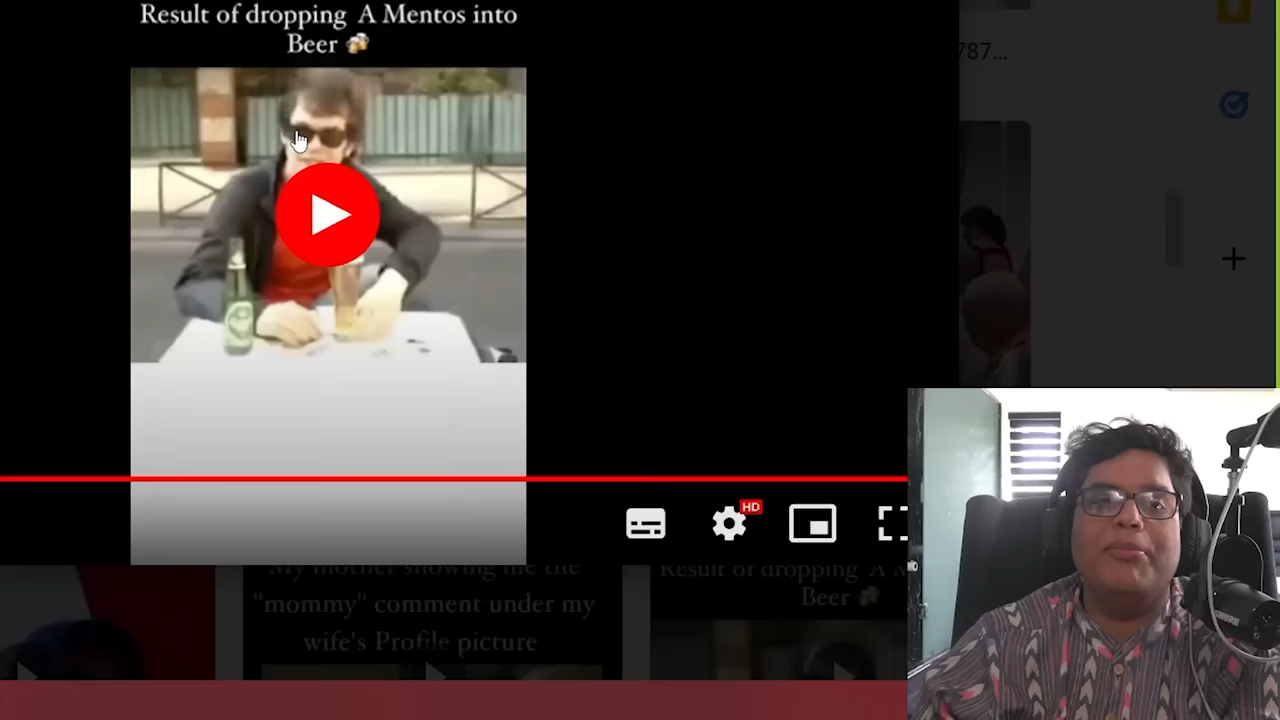 Result of dropping A Mentos into
Beer 🍻
787...
HD
My mother showing me the
"mommy" comment under my
wife's Profile picture
Result of dropping A M
Beer